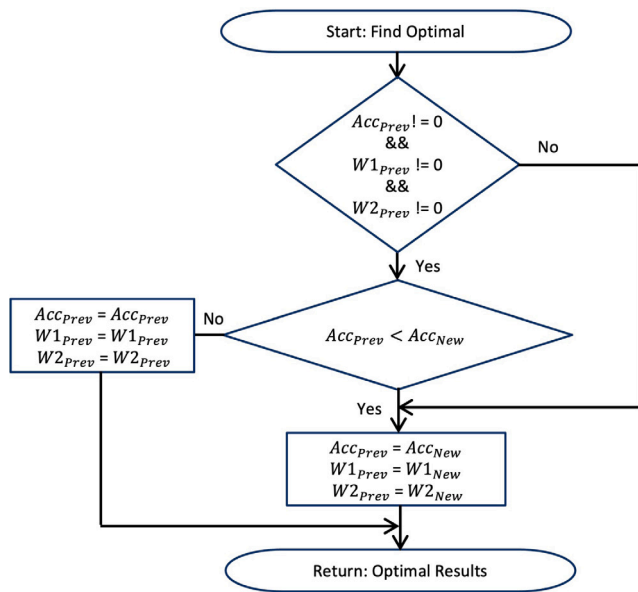 Start: Find Optimal
Acc_Prev != 0
&&
W1_Prev != 0
&&
W2_Prev != 0
No
Yes
Acc_Prev = Acc_Prev
W1_Prev = W1_Prev
W2_Prev = W2_Prev
No
Acc_Prev < Acc_New
Yes
Acc_Prev = Acc_New
W1_Prev = W1_New
W2_Prev = W2_New
Return: Optimal Results